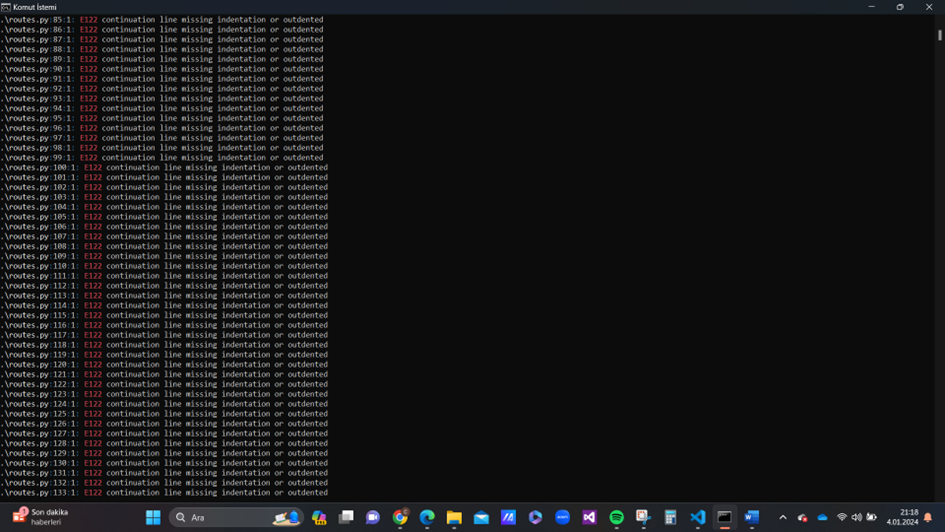 Komut İstemi
.\routes.py:85:1: E122 continuation line missing indentation or outdented
.\routes.py:86:1: E122 continuation line missing indentation or outdented
.\routes.py:87:1: E122 continuation line missing indentation or outdented
.\routes.py:88:1: E122 continuation line missing indentation or outdented
.\routes.py:89:1: E122 continuation line missing indentation or outdented
.\routes.py:90:1: E122 continuation line missing indentation or outdented
.\routes.py:91:1: E122 continuation line missing indentation or outdented
.\routes.py:92:1: E122 continuation line missing indentation or outdented
.\routes.py:93:1: E122 continuation line missing indentation or outdented
.\routes.py:94:1: E122 continuation line missing indentation or outdented
.\routes.py:95:1: E122 continuation line missing indentation or outdented
.\routes.py:96:1: E122 continuation line missing indentation or outdented
.\routes.py:97:1: E122 continuation line missing indentation or outdented
.\routes.py:98:1: E122 continuation line missing indentation or outdented
.\routes.py:99:1: E122 continuation line missing indentation or outdented
.\routes.py:100:1: E122 continuation line missing indentation or outdented
.\routes.py:101:1: E122 continuation line missing indentation or outdented
.\routes.py:102:1: E122 continuation line missing indentation or outdented
.\routes.py:103:1: E122 continuation line missing indentation or outdented
.\routes.py:104:1: E122 continuation line missing indentation or outdented
.\routes.py:105:1: E122 continuation line missing indentation or outdented
.\routes.py:106:1: E122 continuation line missing indentation or outdented
.\routes.py:107:1: E122 continuation line missing indentation or outdented
.\routes.py:108:1: E122 continuation line missing indentation or outdented
.\routes.py:109:1: E122 continuation line missing indentation or outdented
.\routes.py:110:1: E122 continuation line missing indentation or outdented
.\routes.py:111:1: E122 continuation line missing indentation or outdented
.\routes.py:112:1: E122 continuation line missing indentation or outdented
.\routes.py:113:1: E122 continuation line missing indentation or outdented
.\routes.py:114:1: E122 continuation line missing indentation or outdented
.\routes.py:115:1: E122 continuation line missing indentation or outdented
.\routes.py:116:1: E122 continuation line missing indentation or outdented
.\routes.py:117:1: E122 continuation line missing indentation or outdented
.\routes.py:118:1: E122 continuation line missing indentation or outdented
.\routes.py:119:1: E122 continuation line missing indentation or outdented
.\routes.py:120:1: E122 continuation line missing indentation or outdented
.\routes.py:121:1: E122 continuation line missing indentation or outdented
.\routes.py:122:1: E122 continuation line missing indentation or outdented
.\routes.py:123:1: E122 continuation line missing indentation or outdented
.\routes.py:124:1: E122 continuation line missing indentation or outdented
.\routes.py:125:1: E122 continuation line missing indentation or outdented
.\routes.py:126:1: E122 continuation line missing indentation or outdented
.\routes.py:127:1: E122 continuation line missing indentation or outdented
.\routes.py:128:1: E122 continuation line missing indentation or outdented
.\routes.py:129:1: E122 continuation line missing indentation or outdented
.\routes.py:130:1: E122 continuation line missing indentation or outdented
.\routes.py:131:1: E122 continuation line missing indentation or outdented
.\routes.py:132:1: E122 continuation line missing indentation or outdented
.\routes.py:133:1: E122 continuation line missing indentation or outdented
Son dakika
haberleri
Ara
21:18
4.01.2024